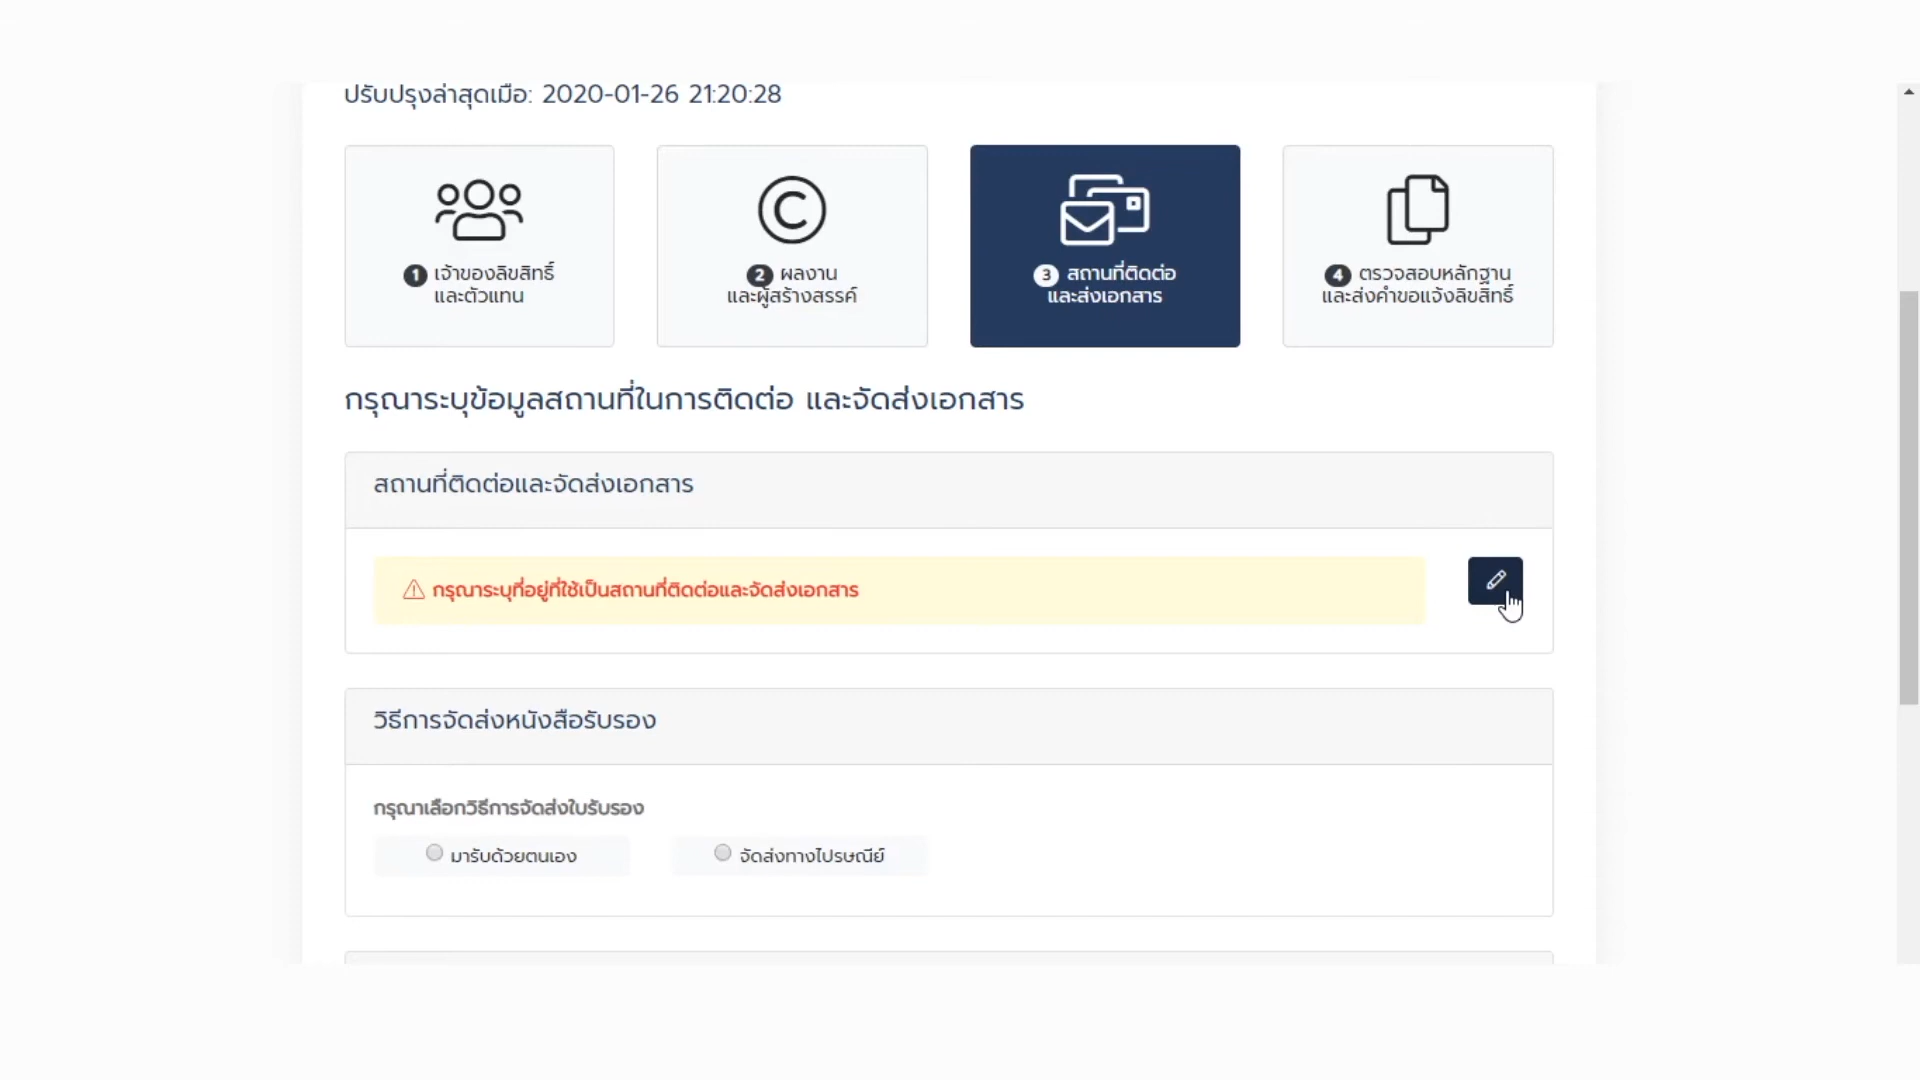 ปรับปรุงล่าสุดเมื่อ: 2020-01-26 21:20:28
1 เจ้าของลิขสิทธิ์
และตัวแทน
2 ผลงาน
และผู้สร้างสรรค์
3 สถานที่ติดต่อ
และส่งเอกสาร
4 ตรวจสอบหลักฐาน
และส่งคำขอแจ้งลิขสิทธิ์
กรุณาระบุข้อมูลสถานที่ในการติดต่อ และจัดส่งเอกสาร
สถานที่ติดต่อและจัดส่งเอกสาร
กรุณาระบุที่อยู่ที่ใช้เป็นสถานที่ติดต่อและจัดส่งเอกสาร
วิธีการจัดส่งหนังสือรับรอง
กรุณาเลือกวิธีการจัดส่งใบรับรอง
มารับด้วยตนเอง
จัดส่งทางไปรษณีย์